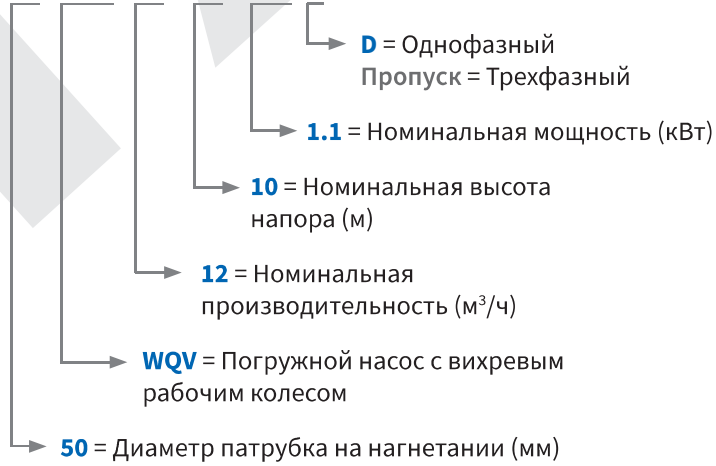 D = Однофазный
Пропуск = Трехфазный
1.1 = Номинальная мощность (кВт)
10 = Номинальная высота
напора (м)
12 = Номинальная
производительность (м³/ч)
WQV = Погружной насос с вихревым
рабочим колесом
50 = Диаметр патрубка на нагнетании (мм)